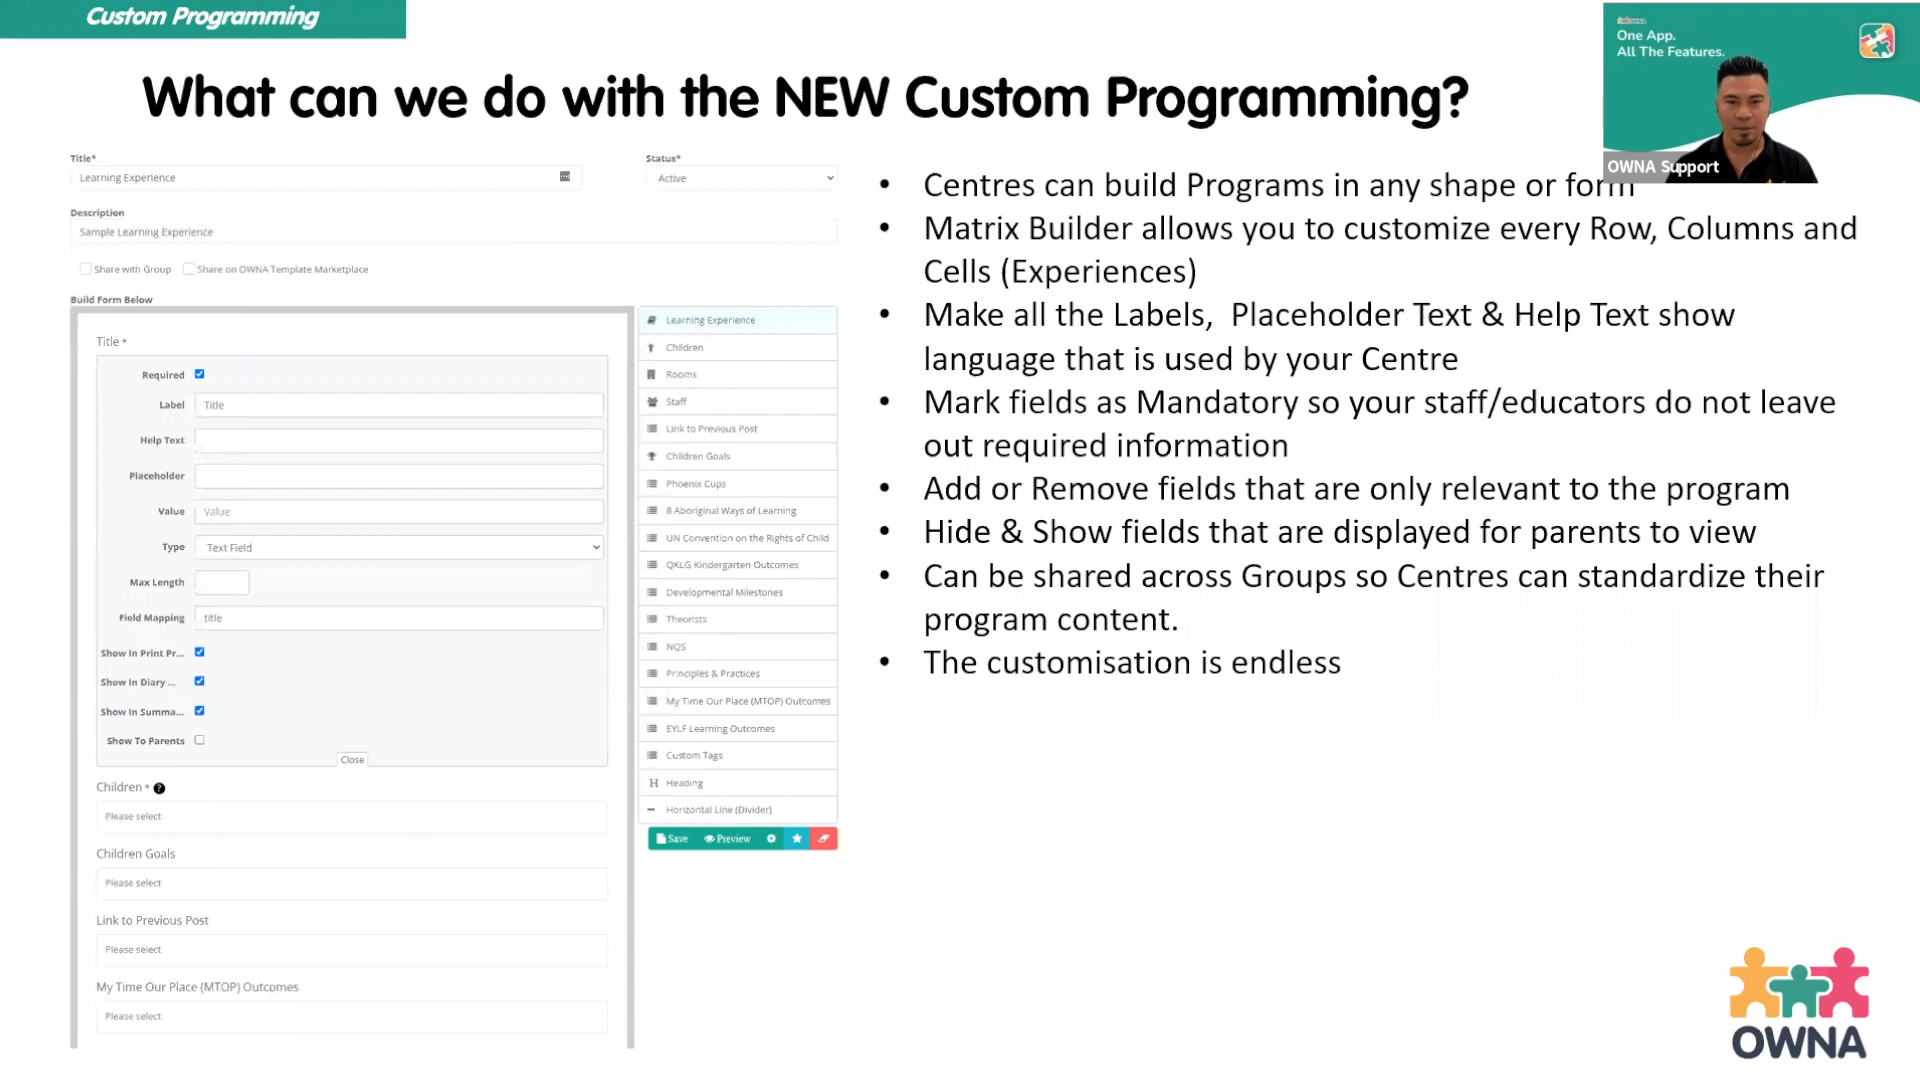 Custom Programming
What can we do with the NEW Custom Programming?
OWNA
One App.
All The Features.
OWNA Support
Title*
Learning Experience
Status*
Active
Description
Sample Learning Experience
Share with Group
Share on OWNA Template Marketplace
Build Form Below
Title *
Required
Label
Title
Help Text
Placeholder
Value
Value
Type
Text Field
Max Length
Field Mapping
title
Show In Print Pr...
Show In Diary ...
Show In Summa...
Show To Parents
Close
Children *
Please select
Children Goals
Please select
Link to Previous Post
Please select
My Time Our Place (MTOP) Outcomes
Please select
Learning Experience
Children
Rooms
Staff
Link to Previous Post
Children Goals
Phoenix Cups
8 Aboriginal Ways of Learning
UN Convention on the Rights of Child
QKLG Kindergarten Outcomes
Developmental Milestones
Theorists
NQS
Principles & Practices
My Time Our Place (MTOP) Outcomes
EYLF Learning Outcomes
Custom Tags
H Heading
Horizontal Line (Divider)
Save
Preview
• Centres can build Programs in any shape or form
• Matrix Builder allows you to customize every Row, Columns and
Cells (Experiences)
• Make all the Labels, Placeholder Text & Help Text show
language that is used by your Centre
• Mark fields as Mandatory so your staff/educators do not leave
out required information
• Add or Remove fields that are only relevant to the program
• Hide & Show fields that are displayed for parents to view
• Can be shared across Groups so Centres can standardize their
program content.
• The customisation is endless
OWNA